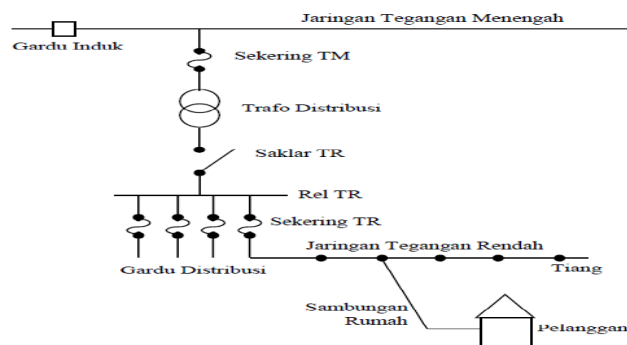 Jaringan Tegangan Menengah
Gardu Induk
Sekering TM
Trafo Distribusi
Saklar TR
Rel TR
Sekering TR
Jaringan Tegangan Rendah
Gardu Distribusi
Tiang
Sambungan
Rumah
Pelanggan